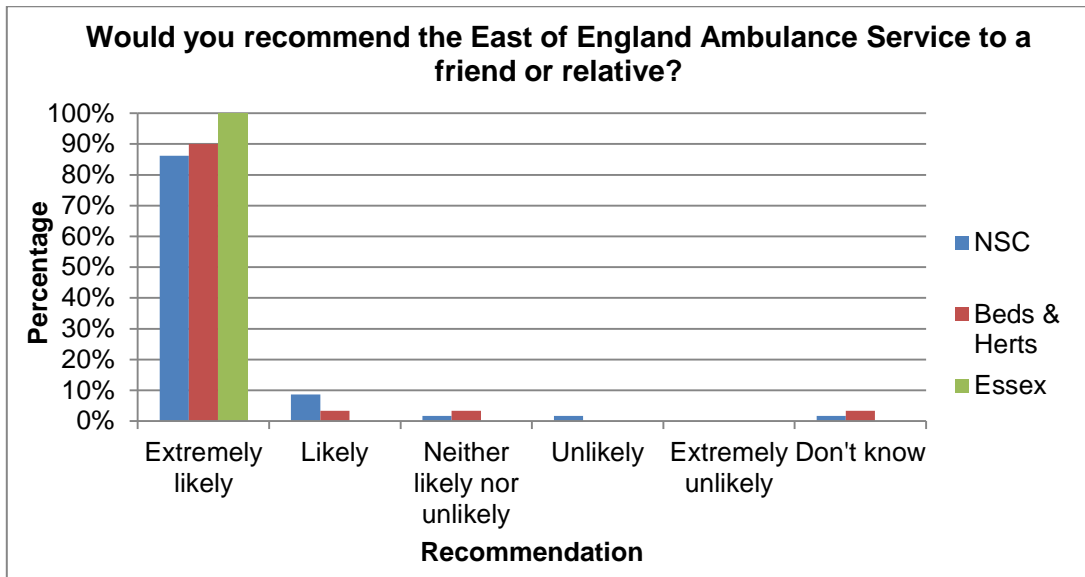 Would you recommend the East of England Ambulance Service to a
friend or relative?
100%
90%
80%
70%
60%
50%
40%
30%
20%
10%
0%
Percentage
Extremely
likely
Likely
Neither
likely nor
unlikely
Unlikely
Extremely
unlikely
Don't know
Recommendation
NSC
Beds &
Herts
Essex